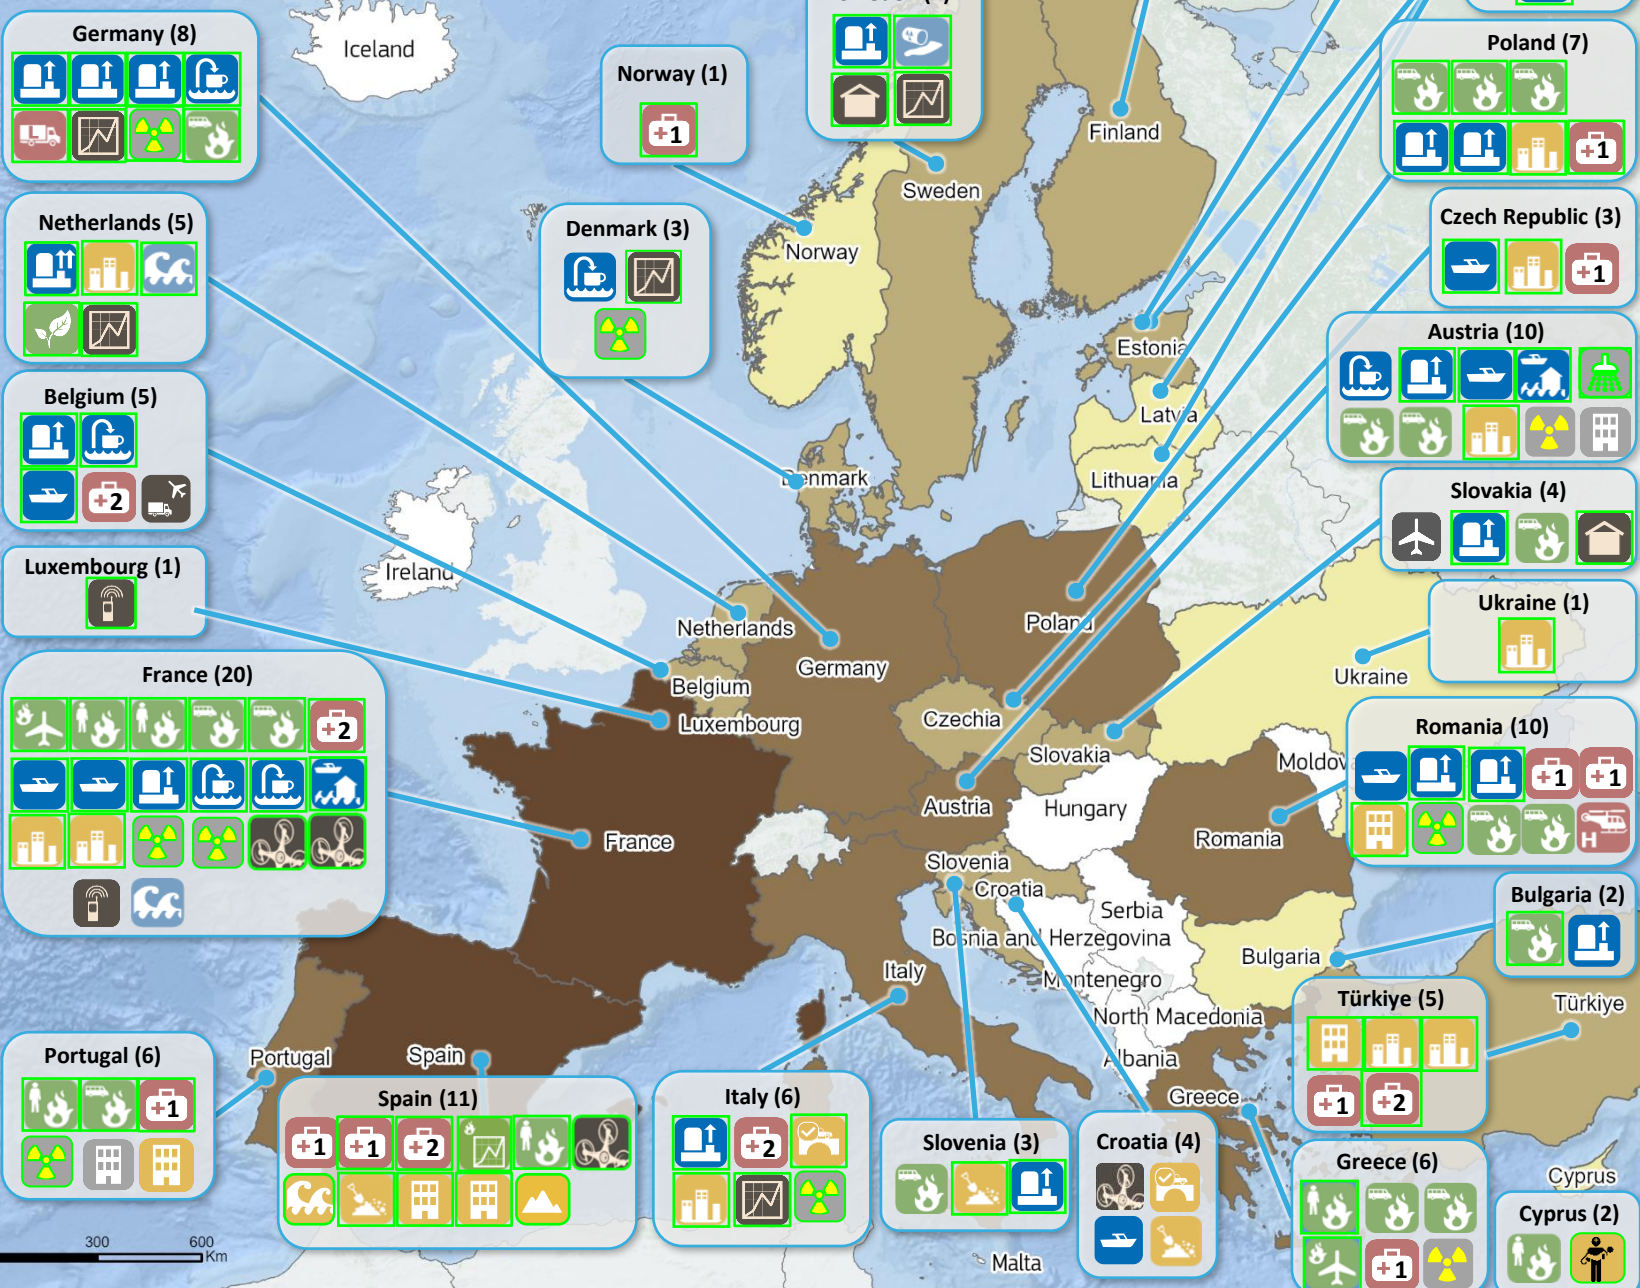 Germany (8)
Iceland
Norway (1)
+1
Finland
Poland (7)
+1
Sweden
Netherlands (5)
Denmark (3)
Norway
Czech Republic (3)
+1
Estonia
Austria (10)
Belgium (5)
+2
Latvia
Lithuania
Denmark
Slovakia (4)
Luxembourg (1)
Ireland
Ukraine (1)
Netherlands
Poland
Germany
Ukraine
France (20)
+2
Belgium
Luxembourg
Czechia
Slovakia
Romania (10)
+1
+1
H
Austria
Hungary
France
Romania
Slovenia
Croatia
Serbia
Bosnia and Herzegovina
Bulgaria
Bulgaria (2)
Italy
Montenegro
Türkiye (5)
+1
+2
Türkiye
North Macedonia
Albania
Portugal (6)
+1
Portugal
Spain
Spain (11)
+1
+1
+2
Italy (6)
+2
Greece
Slovenia (3)
Croatia (4)
Greece (6)
+1
Cyprus
Cyprus (2)
300
600
Km
Malta